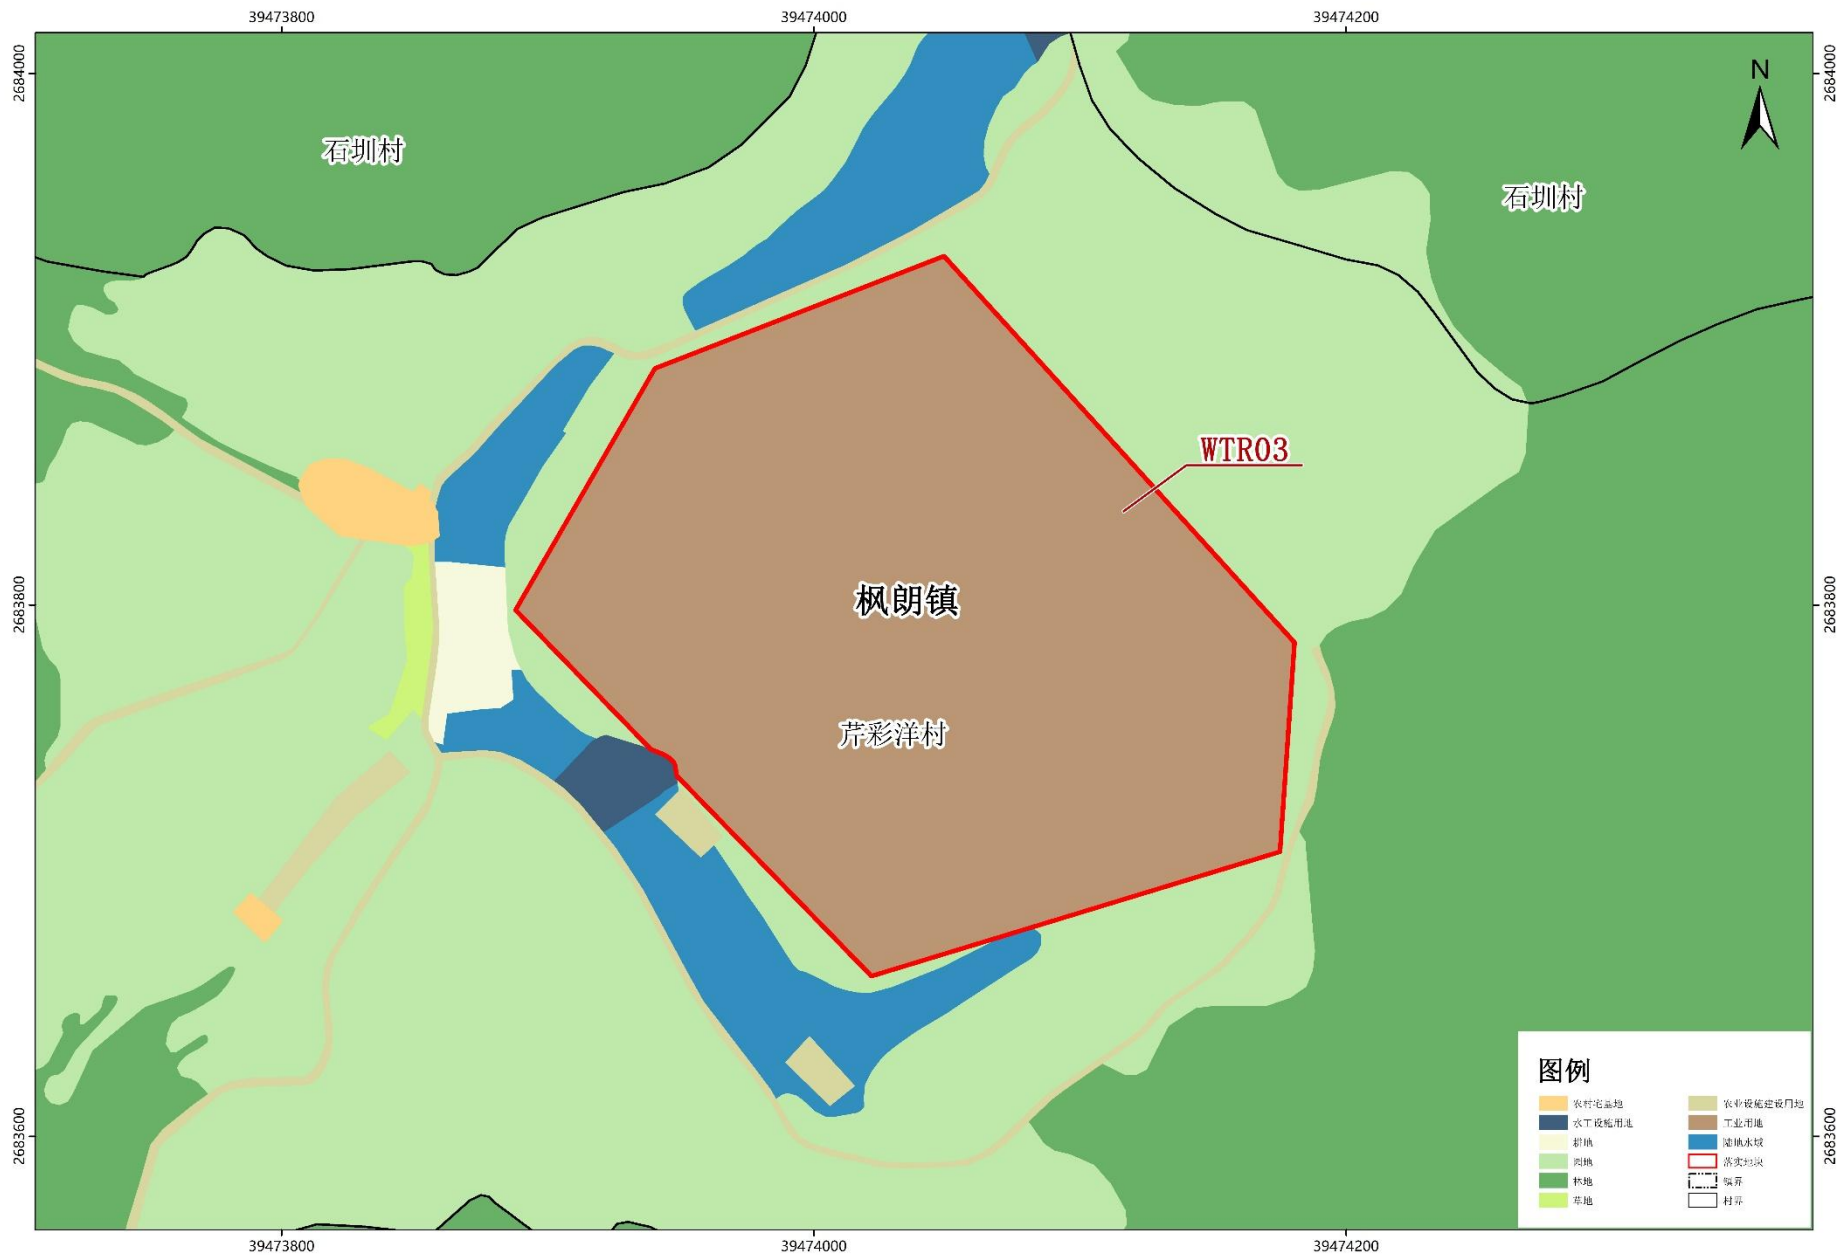 39473800
39474000
39474200
2684000
2684000
N
石圳村
石圳村
WTR03
枫朗镇
2683800
2683800
芹彩洋村
图例
农村宅基地
农业设施建设用地
水工设施用地
工业用地
耕地
陆地水域
园地
落实地块
林地
镇界
草地
村界
2683600
2683600
39473800
39474000
39474200